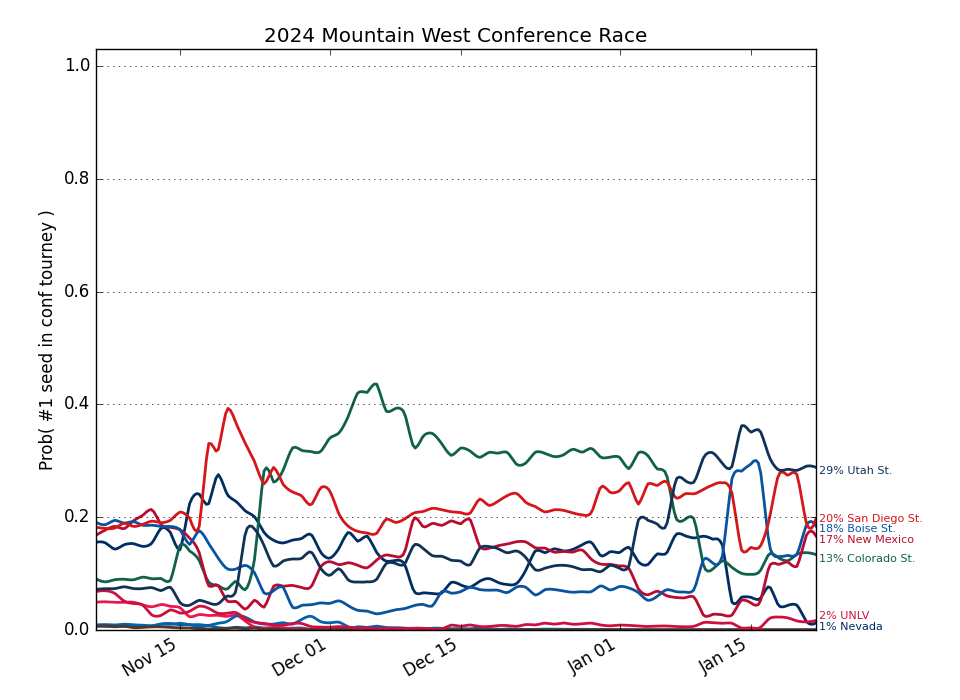 2024 Mountain West Conference Race
1.0
0.8
0.6
0.4
0.2
0.0
Prob( #1 seed in conf tourney )
29% Utah St.
20% San Diego St.
18% Boise St.
17% New Mexico
13% Colorado St.
2% UNLV
1% Nevada
Nov 15
Dec 01
Dec 15
Jan 01
Jan 15